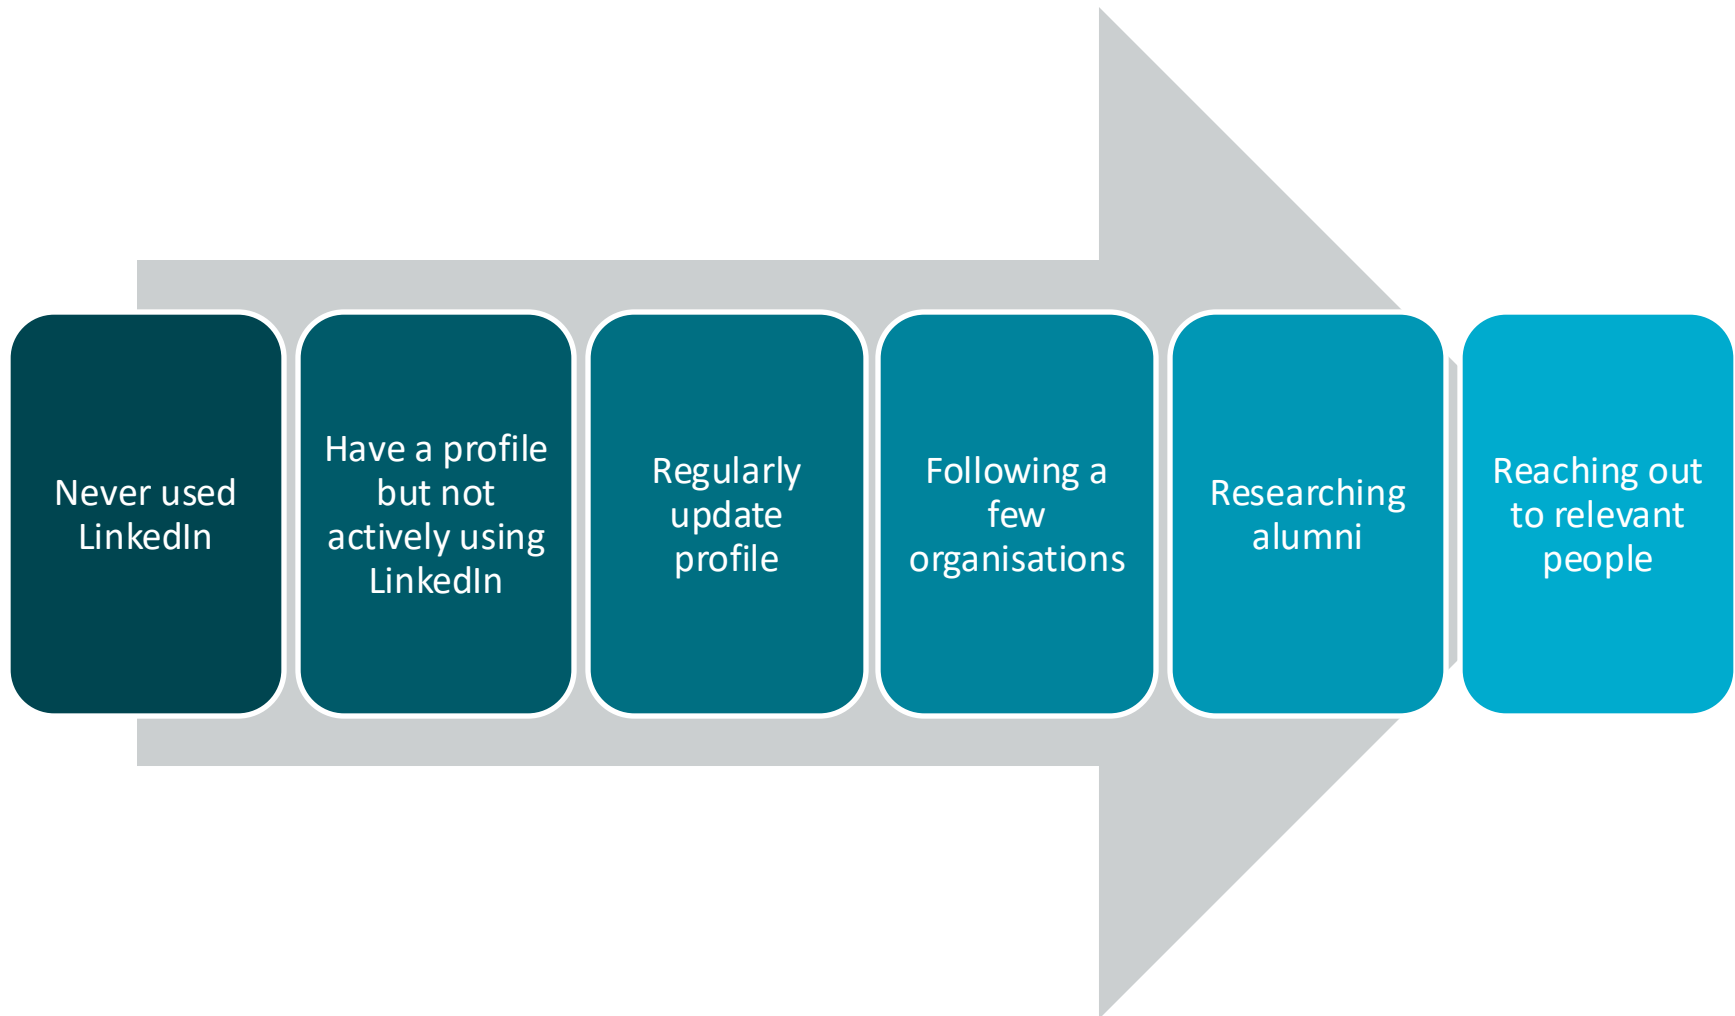 Never used
LinkedIn
Have a profile
but not
actively using
LinkedIn
Regularly
update
profile
Following a
few
organisations
Researching
alumni
Reaching out
to relevant
people